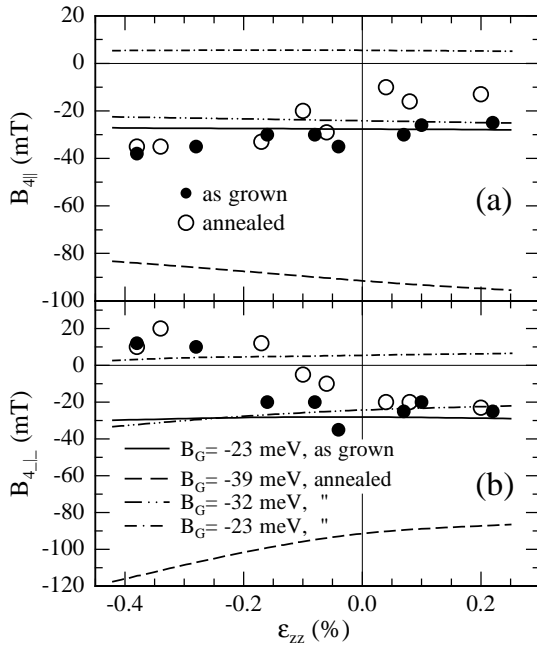 20
0
-20
-40
-60
-80
-100
B4|| (mT)
as grown
annealed
(a)
20
0
-20
-40
-60
-80
-100
-120
B4_|_ (mT)
BG= -23 meV, as grown
BG= -39 meV, annealed
BG= -32 meV, "
BG= -23 meV, "
(b)
-0.4 -0.2 0.0 0.2
εzz (%)